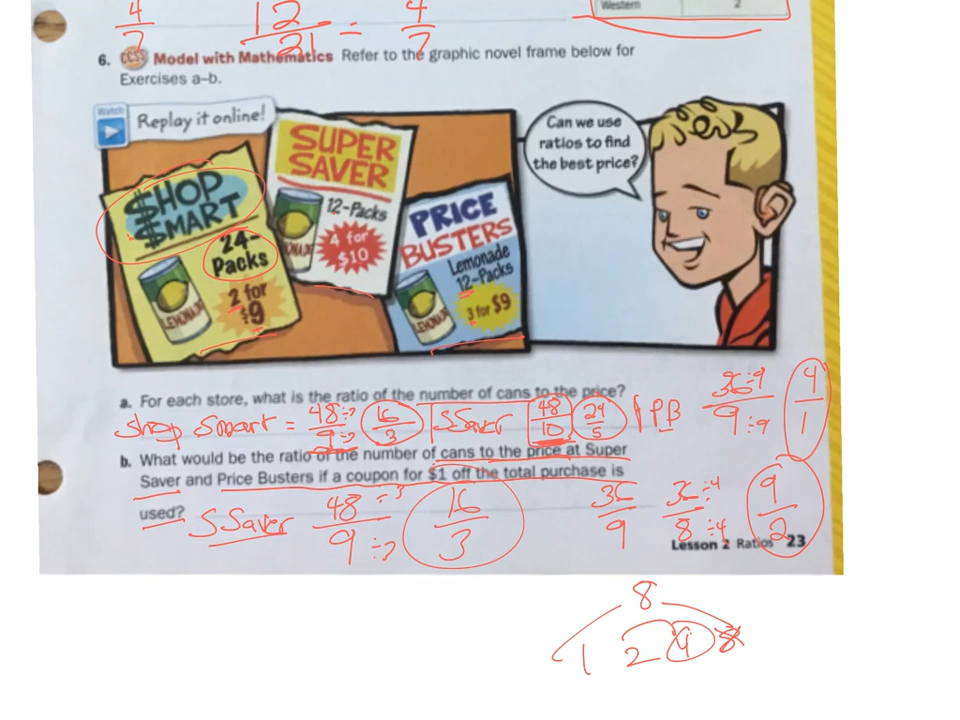 4/7 12/21 = 4/7
Western 2
6. CCSS Model with Mathematics Refer to the graphic novel frame below for
Exercises a–b.
Watch
Replay it online!
$HOP
$MART
24-
Packs
2 for
$9
LEMONADE
SUPER
SAVER
12-Packs
4 for
$10
PRICE
BUSTERS
Lemonade
12-Packs
3 for $9
LEMONADE
Can we use
ratios to find
the best price?
a. For each store, what is the ratio of the number of cans to the price?
Shop Smart = 48÷3/9÷3 16/3 SSaver 48/10 24/5 PB 36÷9/9÷9 4/1
b. What would be the ratio of the number of cans to the price at Super
Saver and Price Busters if a coupon for $1 off the total purchase is
used?
SSaver 48÷3/9÷3 16/3 36/9 36÷4/8÷4 9/2
Lesson 2 Ratios 23
8
1 2 4 8